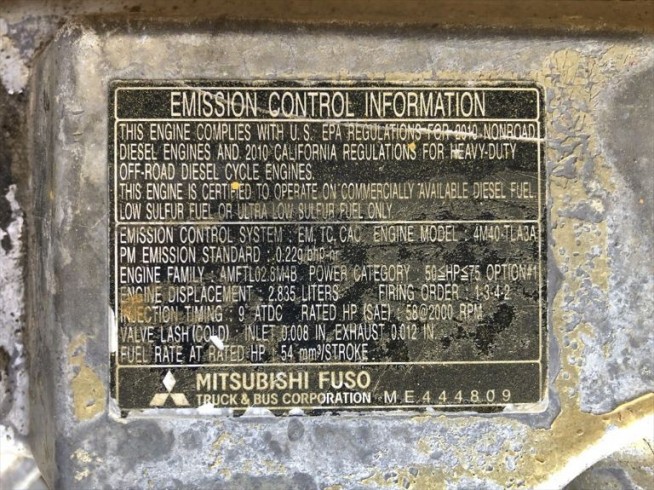 EMISSION CONTROL INFORMATION
THIS ENGINE COMPLIES WITH U.S. EPA REGULATIONS FOR 2010 NONROAD
DIESEL ENGINES AND 2010 CALIFORNIA REGULATIONS FOR HEAVY-DUTY
OFF-ROAD DIESEL CYCLE ENGINES.
THIS ENGINE IS CERTIFIED TO OPERATE ON COMMERCIALLY AVAILABLE DIESEL FUEL.
LOW SULFUR FUEL OR ULTRA LOW SULFUR FUEL ONLY
EMISSION CONTROL SYSTEM : EM, TC, CAC ENGINE MODEL : 4M40-TLA3A
PM EMISSION STANDARD : 0.22g/bhp-hr
ENGINE FAMILY : AMFTL02.8M4B POWER CATEGORY : 50≤HP≤75 OPTION#1
ENGINE DISPLACEMENT : 2.835 LITERS FIRING ORDER : 1-3-4-2
INJECTION TIMING : 9 ATDC RATED HP (SAE) : 58@2000 RPM
VALVE LASH(COLD) : INLET 0.008 IN. EXHAUST 0.012 IN.
FUEL RATE AT RATED HP : 54 mm³/STROKE
MITSUBISHI FUSO
TRUCK & BUS CORPORATION ME444809